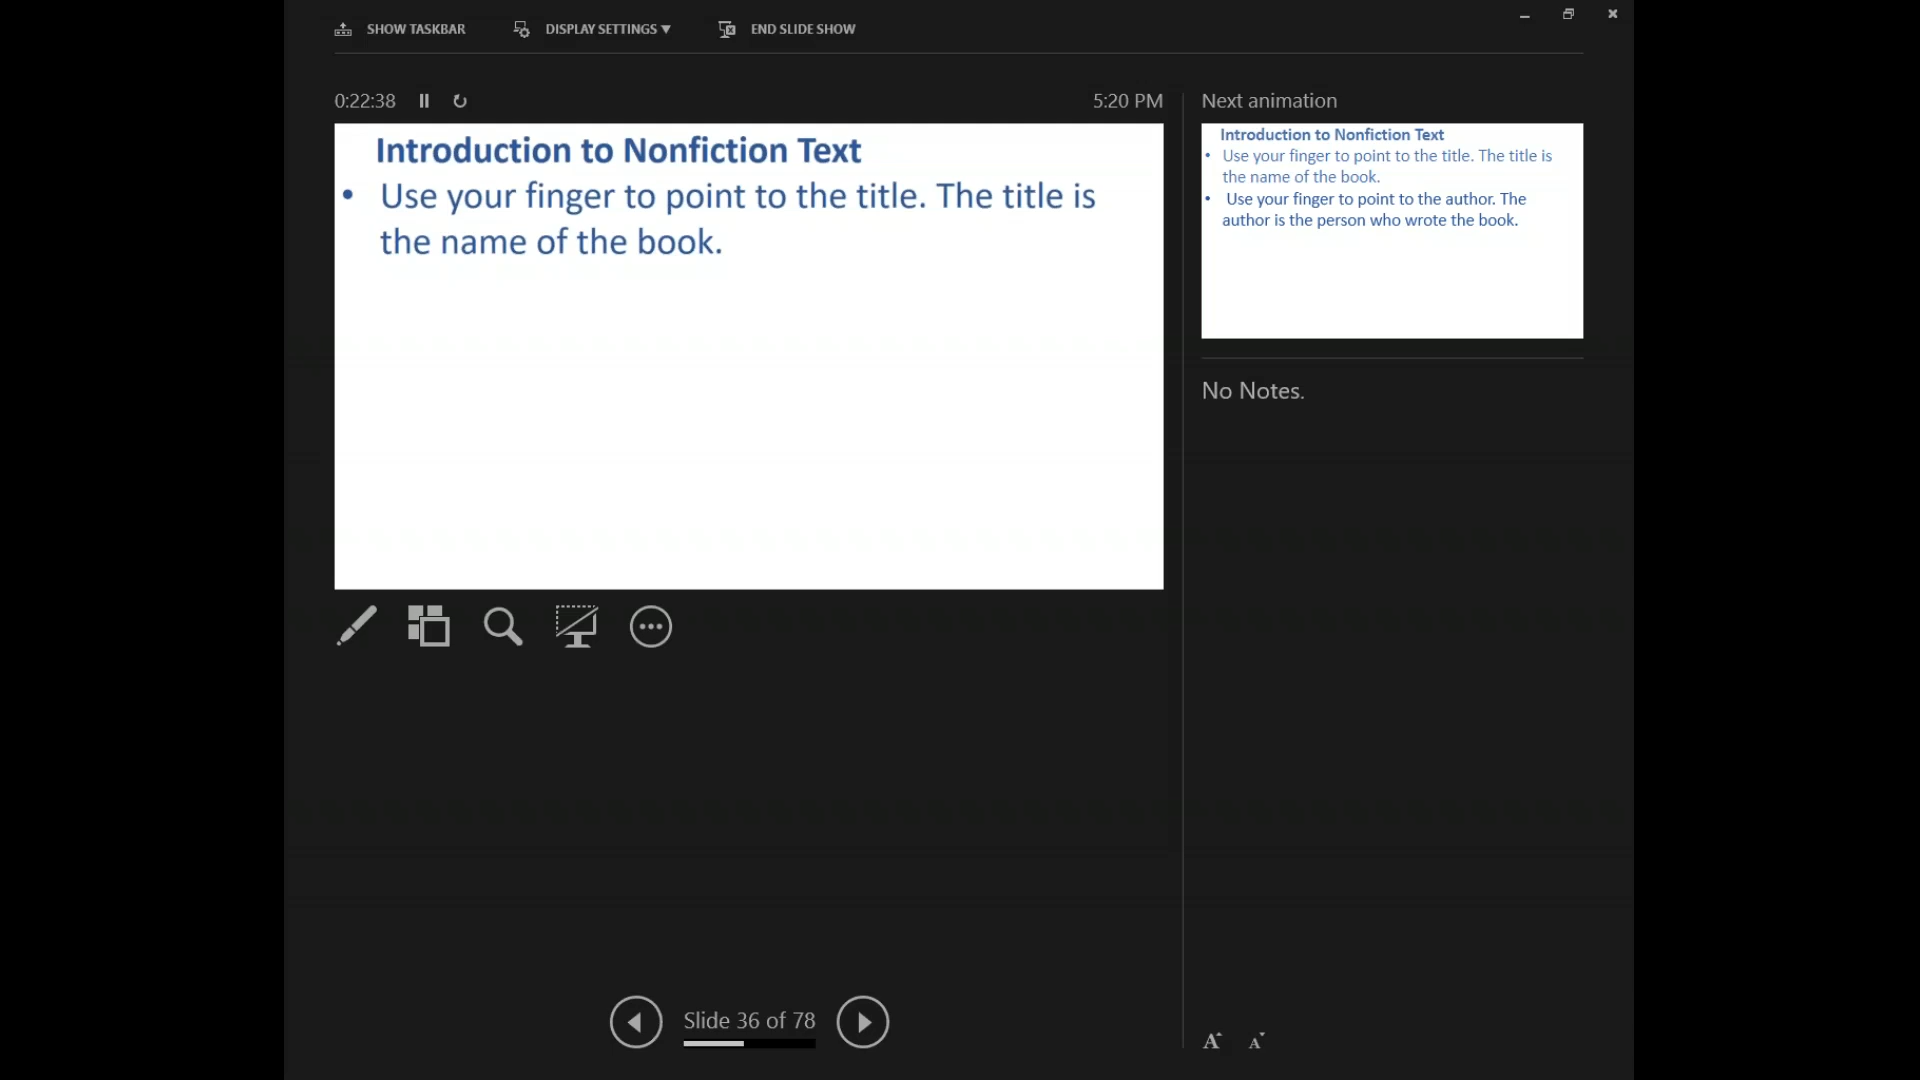 SHOW TASKBAR
DISPLAY SETTINGS ▼
END SLIDE SHOW
0:22:38
5:20 PM
Introduction to Nonfiction Text
• Use your finger to point to the title. The title is
the name of the book.
Next animation
Introduction to Nonfiction Text
• Use your finger to point to the title. The title is
the name of the book.
• Use your finger to point to the author. The
author is the person who wrote the book.
No Notes.
Slide 36 of 78
A A